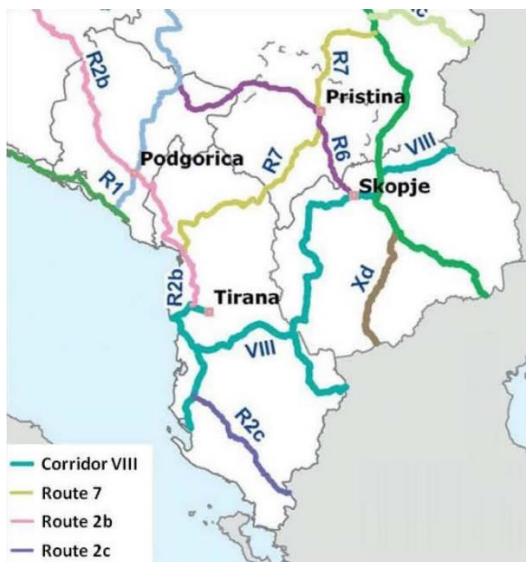 R2b
R7
Pristina
VIII
R6
Podgorica
R7
R1
Skopje
Xd
R2b
Tirana
VIII
R2c
Corridor VIII
Route 7
Route 2b
Route 2c